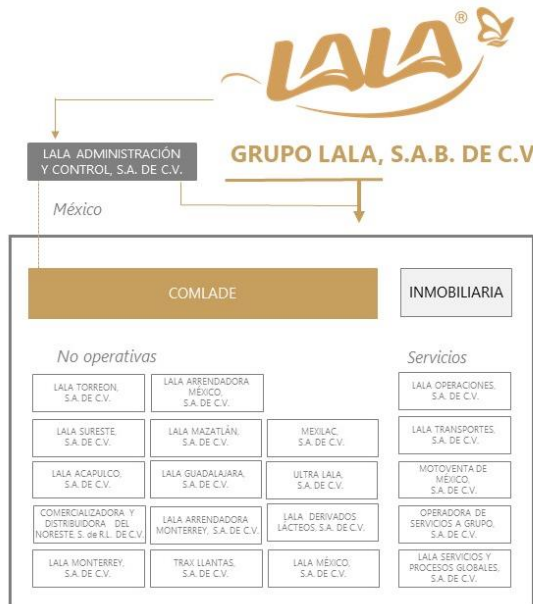 LALA®
LALA ADMINISTRACIÓN
Y CONTROL, S.A. DE C.V.
GRUPO LALA, S.A.B. DE C.V
México
COMLADE
INMOBILIARIA
No operativas
Servicios
LALA TORREON,
S.A. DE C.V.
LALA ARRENDADORA
MÉXICO,
S.A. DE C.V.
LALA OPERACIONES,
S.A. DE C.V.
LALA SURESTE,
S.A. DE C.V.
LALA MAZATLÁN,
S.A. DE C.V.
MEXILAC,
S.A. DE C.V.
LALA TRANSPORTES,
S.A. DE C.V.
LALA ACAPULCO,
S.A. DE C.V.
LALA GUADALAJARA,
S.A. DE C.V.
ULTRA LALA,
S.A. DE C.V.
MOTOVENTA DE
MÉXICO,
S.A. DE C.V.
COMERCIALIZADORA Y
DISTRIBUIDORA DEL
NORESTE, S. de R.L. DE C.V,
LALA ARRENDADORA
MONTERREY, S.A. DE C.V.
LALA DERIVADOS
LÁCTEOS, S.A. DE C.V.
OPERADORA DE
SERVICIOS A GRUPO,
S.A. DE C.V.
LALA MONTERREY,
S.A. DE C.V.
TRAX LLANTAS,
S.A. DE C.V.
LALA MÉXICO,
S.A. DE C.V.
LALA SERVICIOS Y
PROCESOS GLOBALES,
S.A. DE C.V.